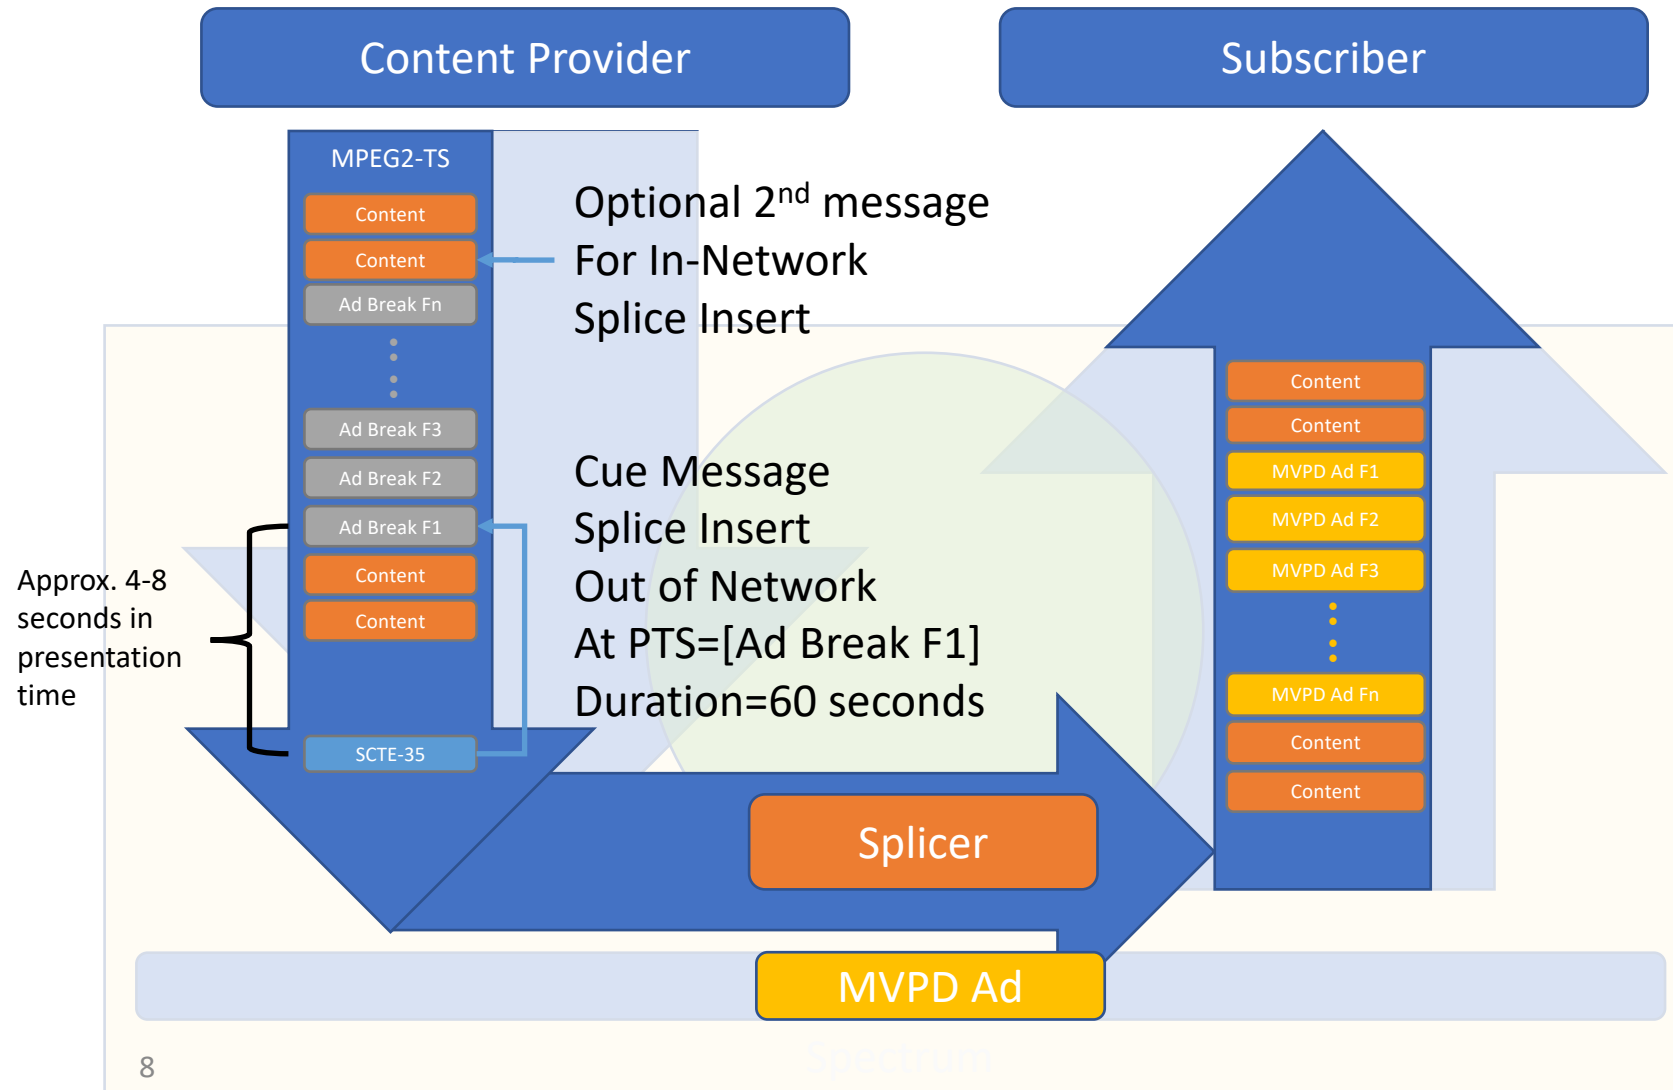 Content Provider
Subscriber
MPEG2-TS
Content
Content
Ad Break Fn
Ad Break F3
Ad Break F2
Ad Break F1
Content
Content
SCTE-35
Approx. 4-8
seconds in
presentation
time
Optional 2nd message
For In-Network
Splice Insert
Cue Message
Splice Insert
Out of Network
At PTS=[Ad Break F1]
Duration=60 seconds
Content
Content
MVPD Ad F1
MVPD Ad F2
MVPD Ad F3
MVPD Ad Fn
Content
Content
Splicer
MVPD Ad
Spectrum
8